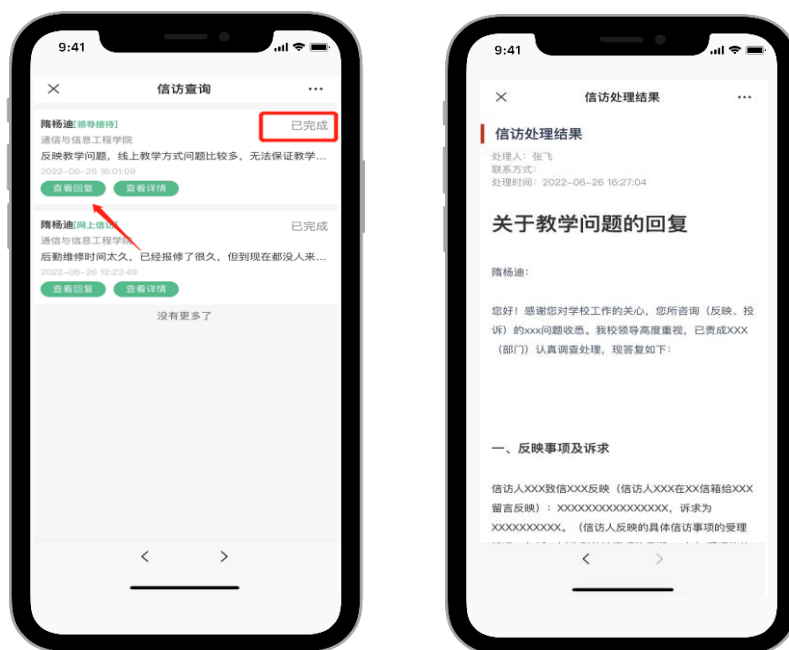 9:41
信访查询
隋杨迪[领导接待]
已完成
通信与信息工程学院
反映教学问题，线上教学方式问题比较多，无法保证教学...
2022-06-26 16:01:09
查看回复
查看详情
隋杨迪[网上信访]
已完成
通信与信息工程学院
后勤维修时间太久，已经报修了很久，但到现在都没人来...
2022-06-26 12:23:49
查看回复
查看详情
没有更多了
9:41
信访处理结果
信访处理结果
处理人：张飞
联系方式：
处理时间：2022-06-26 16:27:04
关于教学问题的回复
隋杨迪：
您好！感谢您对学校工作的关心，您所咨询（反映、投
诉）的xxx问题收悉。我校领导高度重视，已责成XXX
（部门）认真调查处理，现答复如下：
一、反映事项及诉求
信访人XXX致信XXX反映（信访人XXX在XX信箱给XXX
留言反映）：XXXXXXXXXXXXXXXX，诉求为
XXXXXXXXXX。（信访人反映的具体信访事项的受理